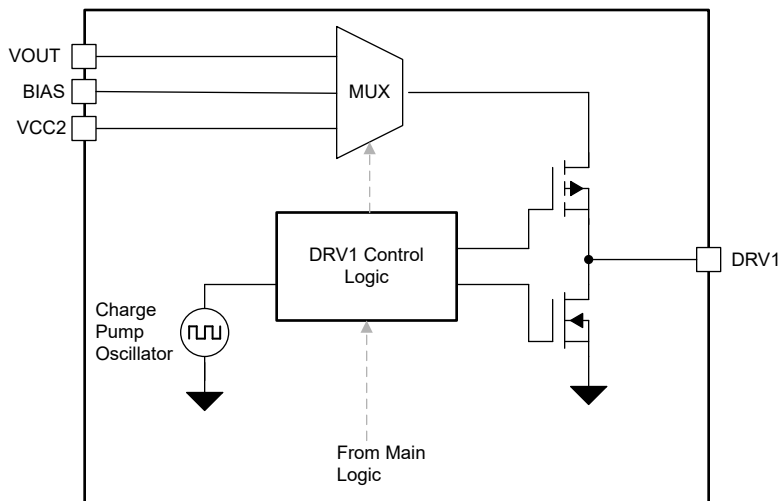 VOUT
BIAS
VCC2
MUX
DRV1 Control
Logic
DRV1
Charge
Pump
Oscillator
From Main
Logic